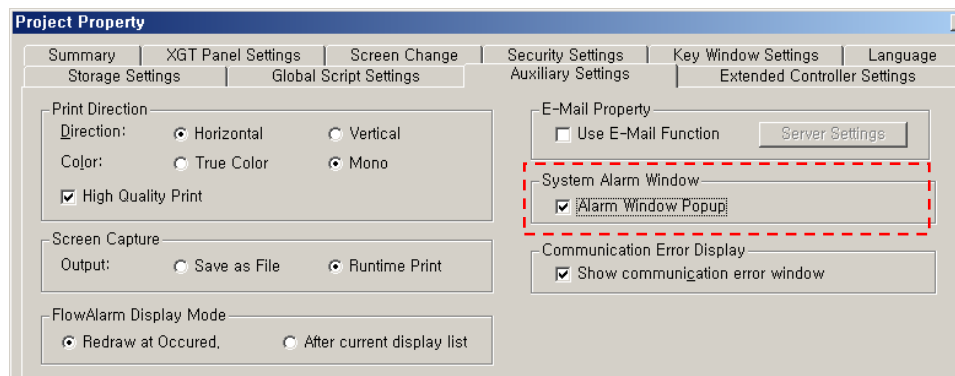 Project Property
Summary
XGT Panel Settings
Screen Change
Security Settings
Key Window Settings
Language
Storage Settings
Global Script Settings
Auxiliary Settings
Extended Controller Settings
Print Direction
Direction:
Horizontal
Vertical
Color:
True Color
Mono
High Quality Print
Screen Capture
Output:
Save as File
Runtime Print
FlowAlarm Display Mode
Redraw at Occured,
After current display list
E-Mail Property
Use E-Mail Function
Server Settings
System Alarm Window
Alarm Window Popup
Communication Error Display
Show communication error window